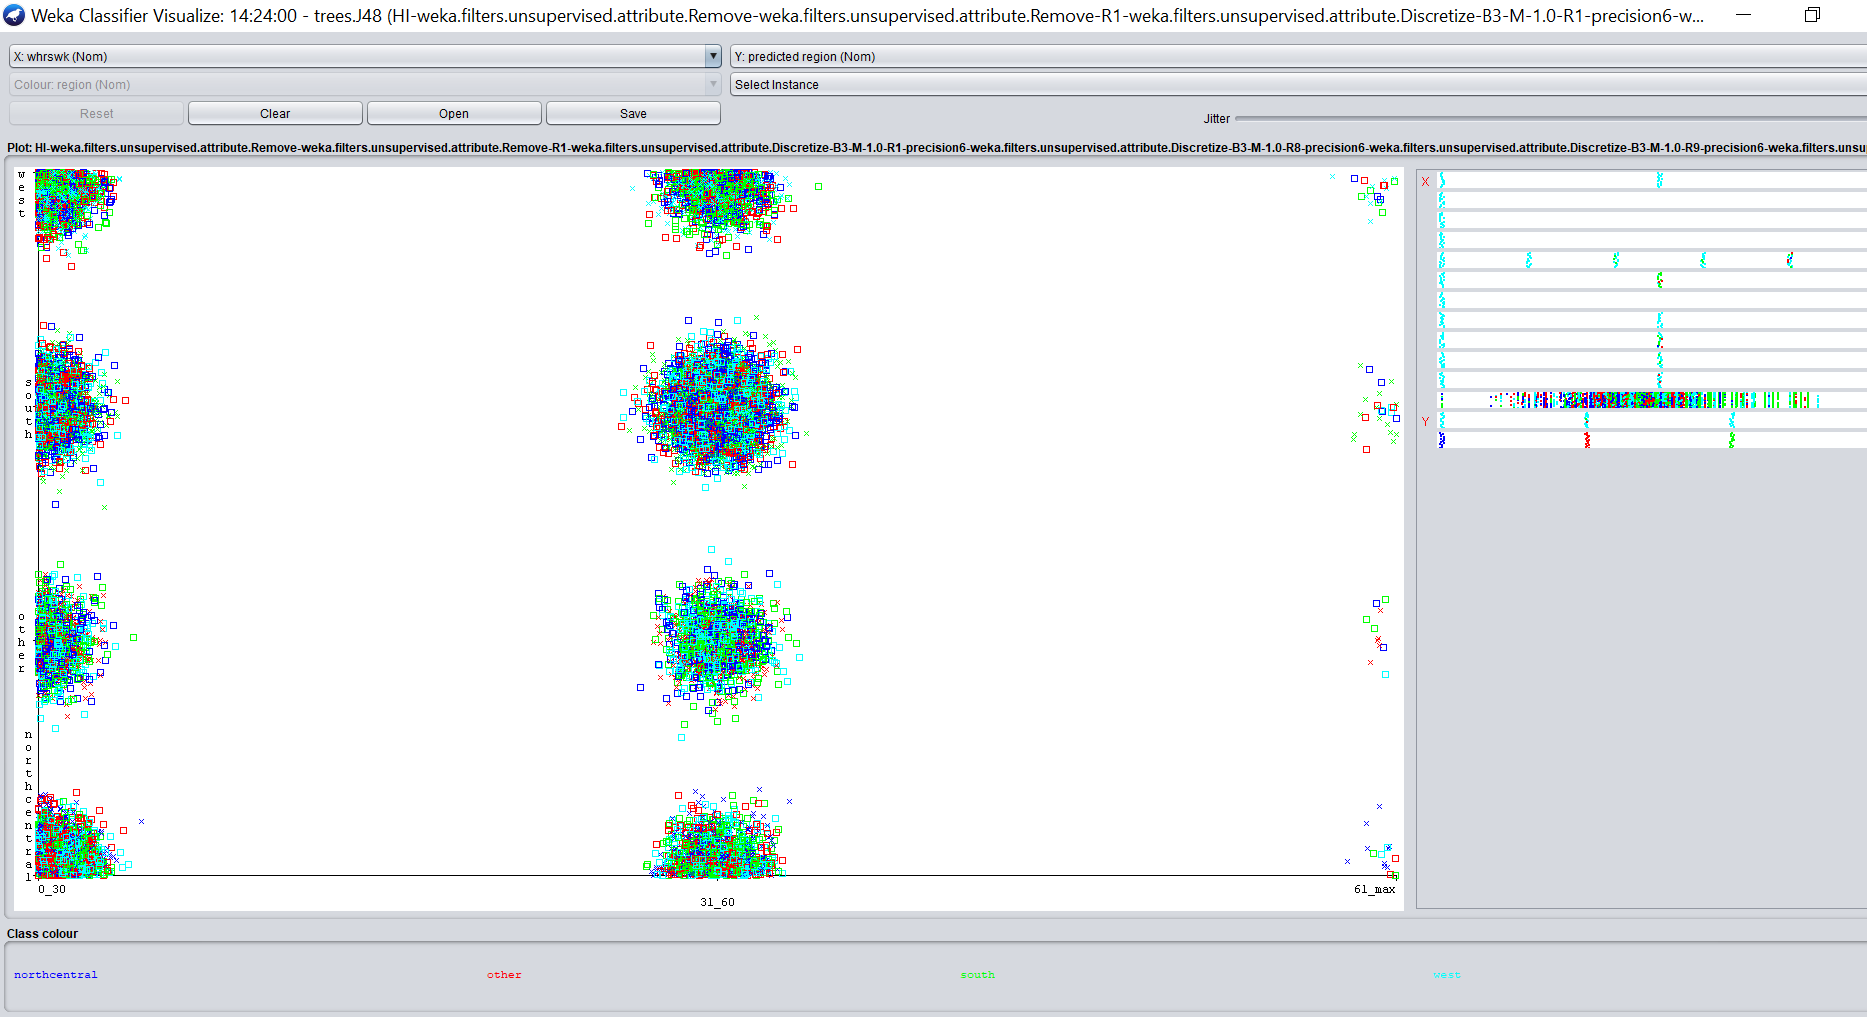 Weka Classifier Visualize: 14:24:00 - trees.J48 (HI-weka.filters.unsupervised.attribute.Remove-weka.filters.unsupervised.attribute.Remove-R1-weka.filters.unsupervised.attribute.Discretize-B3-M-1.0-R1-precision6-w...
X: whrswk (Nom)
Y: predicted region (Nom)
Colour: region (Nom)
Select Instance
Reset
Clear
Open
Save
Jitter
Plot: HI-weka.filters.unsupervised.attribute.Remove-weka.filters.unsupervised.attribute.Remove-R1-weka.filters.unsupervised.attribute.Discretize-B3-M-1.0-R1-precision6-weka.filters.unsupervised.attribute.Discretize-B3-M-1.0-R8-precision6-weka.filters.unsupervised.attribute.Discretize-B3-M-1.0-R9-precision6-weka.filters.unsu
west
south
other
northcentral
0_30
31_60
61_max
X
Y
Class colour
northcentral
other
south
west